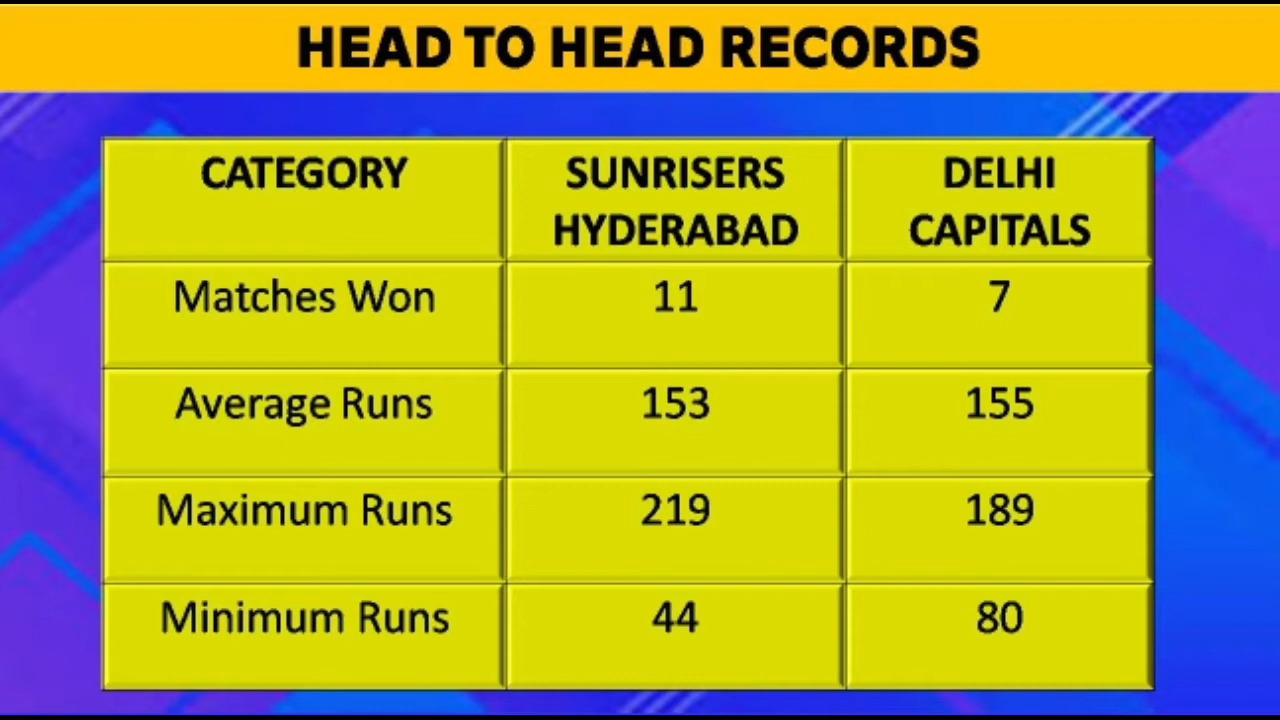 HEAD TO HEAD RECORDS
CATEGORY SUNRISERS HYDERABAD DELHI CAPITALS
Matches Won 11 7
Average Runs 153 155
Maximum Runs 219 189
Minimum Runs 44 80